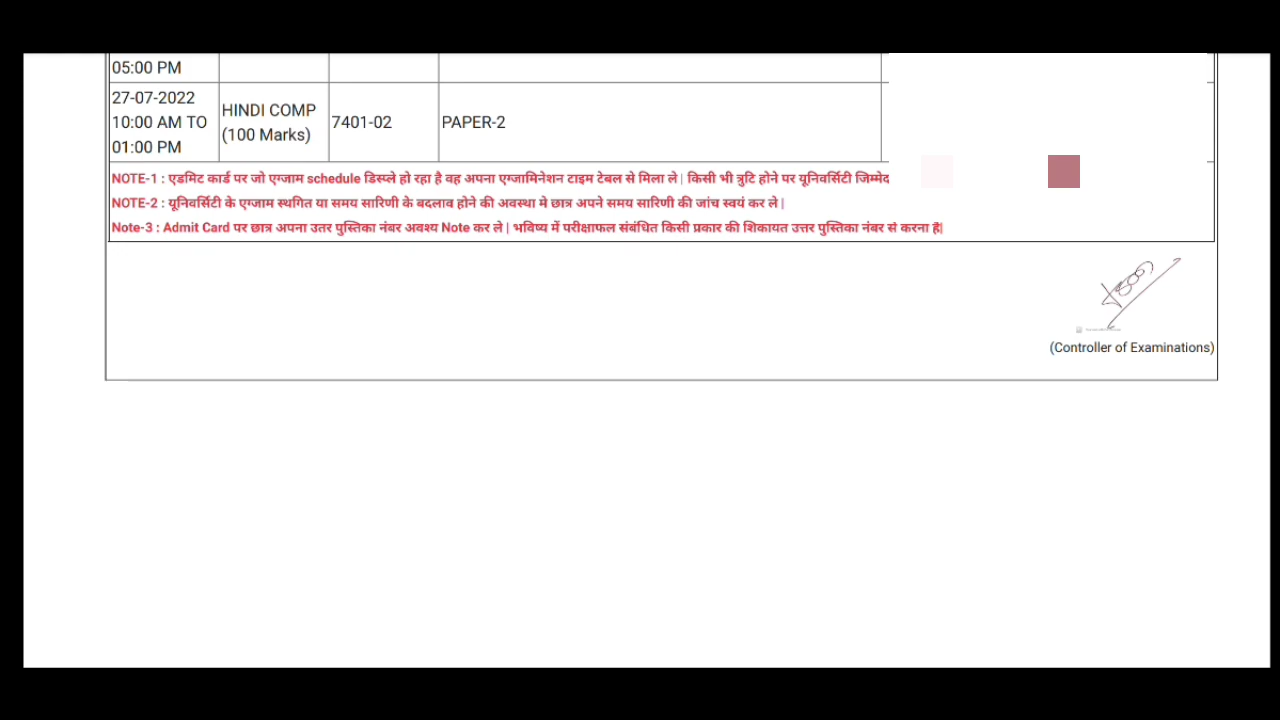 05:00 PM
27-07-2022
10:00 AM TO
01:00 PM
HINDI COMP
(100 Marks)
7401-02
PAPER-2
NOTE-1 : एडमिट कार्ड पर जो एग्जाम schedule डिस्प्ले हो रहा है वह अपना एग्जामिनेशन टाइम टेबल से मिला ले | किसी भी त्रुटि होने पर यूनिवर्सिटी
NOTE-2 : यूनिवर्सिटी के एग्जाम स्थगित या समय सारिणी के बदलाव होने की अवस्था मे छात्र अपने समय सारिणी की जांच स्वयं कर ले |
Note-3 : Admit Card पर छात्र अपना उतर पुस्तिका नंबर अवश्य Note कर ले | भविष्य में परीक्षाफल संबंधित किसी प्रकार की शिकायत उत्तर पुस्तिका नंबर से करना है|
(Controller of Examinations)